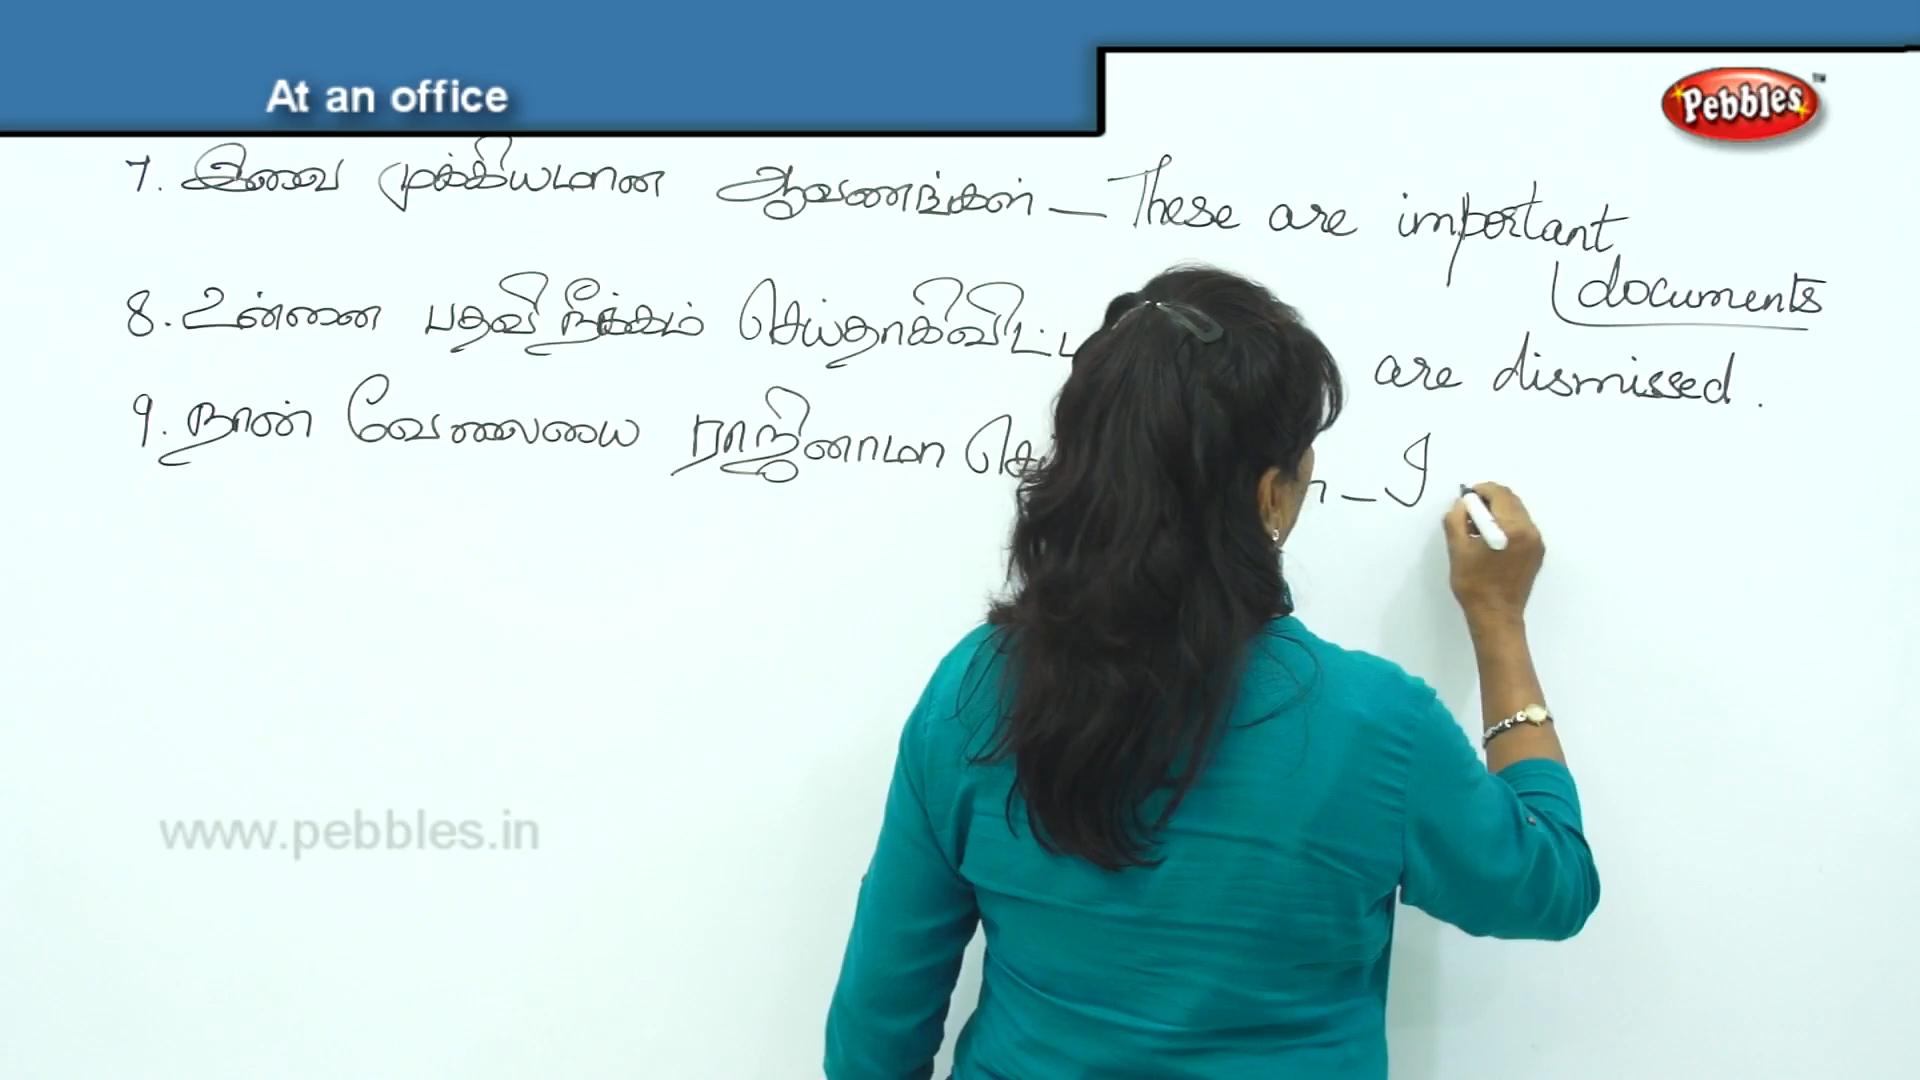 At an office
Pebbles™
7. இவை முக்கியமான ஆவணங்கள் – These are important
documents
8. உன்னை பதவி நீக்கம் செய்தாகிவிட்ட are dismissed.
9. நான் வேலையை ராஜினாமா செ – I
www.pebbles.in